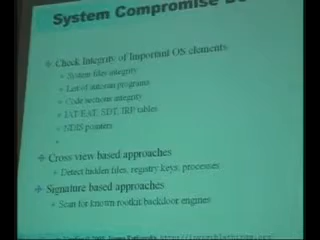 System Compromise De
Check Integrity of Important OS elements
System files integrity
List of autorun programs
Code sections integrity
IAT/EAT, SDT, IRP tables
NDIS pointers
Cross view based approaches
Detect hidden files, registry keys, processes
Signature based approaches
Scan for known rootkit/backdoor engines